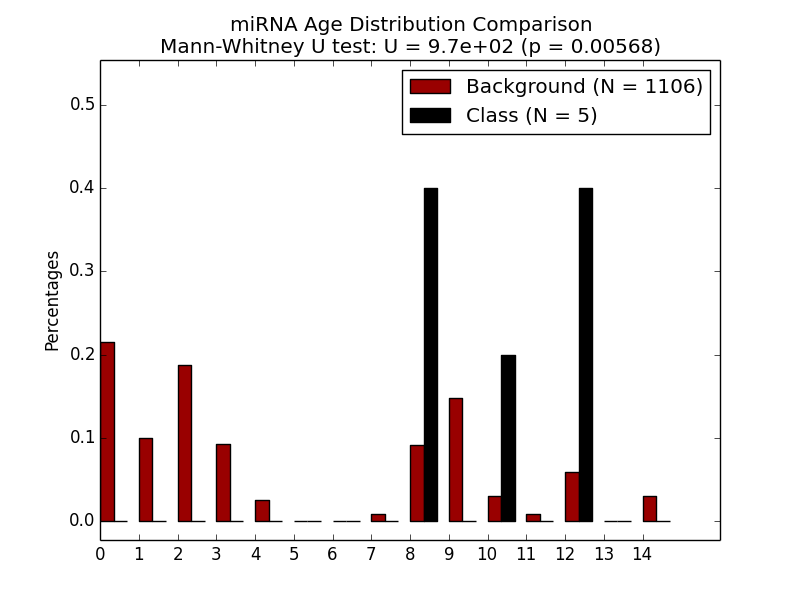 miRNA Age Distribution Comparison
Mann-Whitney U test: U = 9.7e+02 (p = 0.00568)
Background (N = 1106)
Class (N = 5)
Percentages
0.5
0.4
0.3
0.2
0.1
0.0
0 1 2 3 4 5 6 7 8 9 10 11 12 13 14